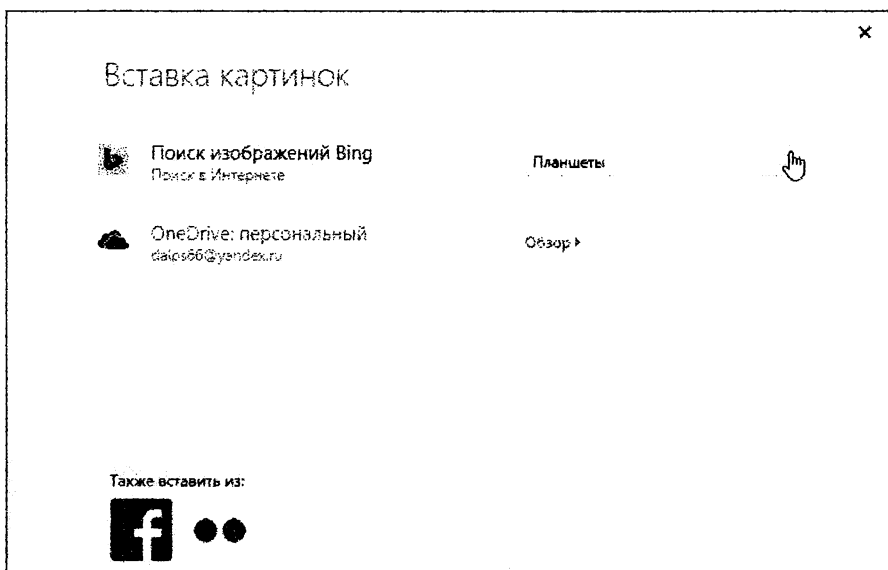 Вставка картинок
Поиск изображений Bing
Поиск в Интернете
Планшеты
OneDrive: персональный
Обзор
Также вставить из: